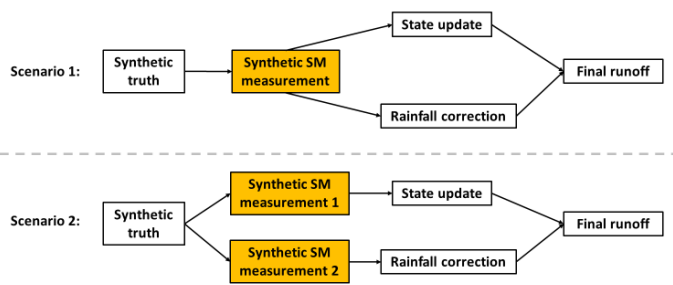 State update
Scenario 1:
Synthetic
truth
Synthetic SM
measurement
Final runoff
Rainfall correction
Scenario 2:
Synthetic
truth
Synthetic SM
measurement 1
State update
Final runoff
Synthetic SM
measurement 2
Rainfall correction